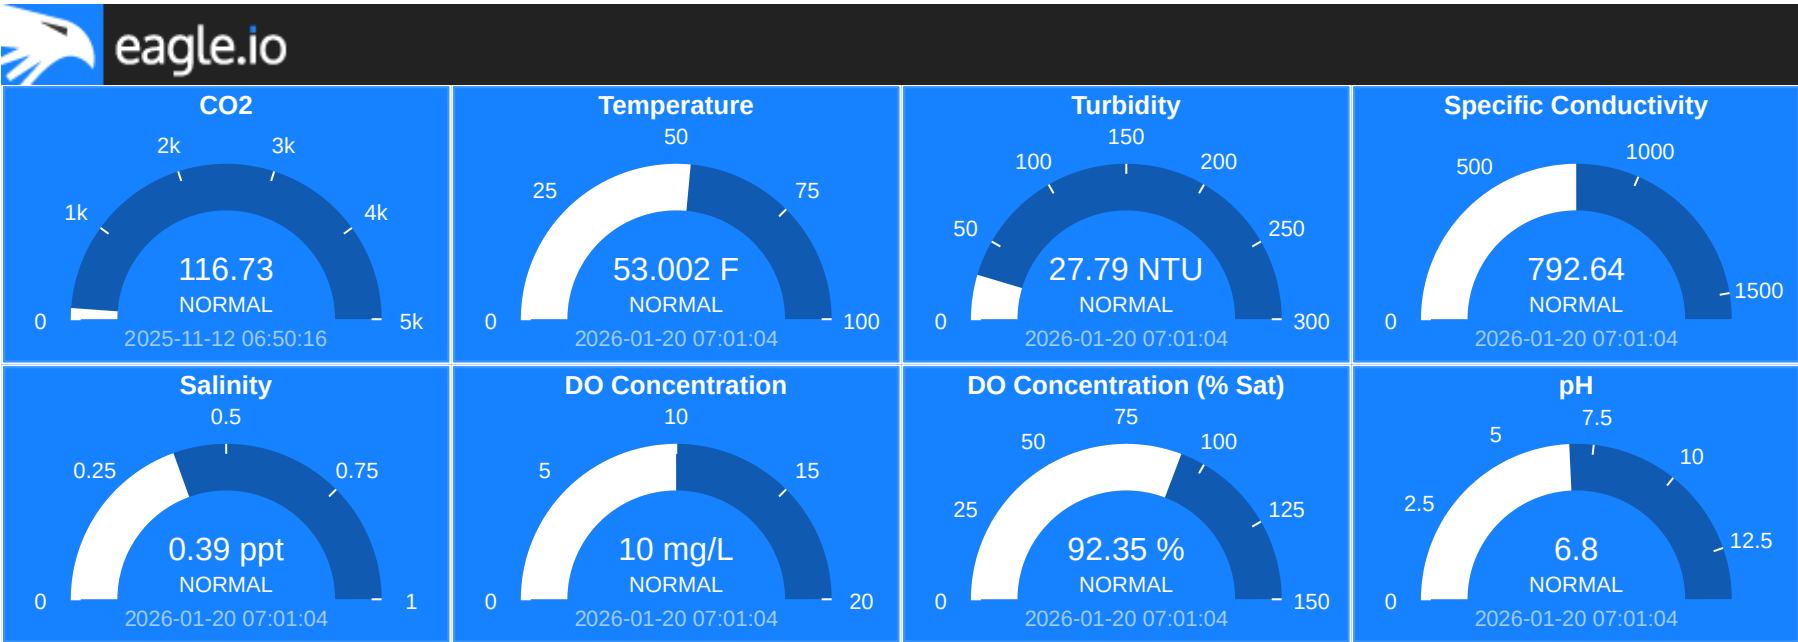 eagle.io
CO2
0
1k
2k
3k
4k
5k
116.73
NORMAL
2025-11-12 06:50:16
Temperature
0
25
50
75
100
53.002 F
NORMAL
2026-01-20 07:01:04
Turbidity
0
50
100
150
200
250
300
27.79 NTU
NORMAL
2026-01-20 07:01:04
Specific Conductivity
0
500
1000
1500
792.64
NORMAL
2026-01-20 07:01:04
Salinity
0
0.25
0.5
0.75
1
0.39 ppt
NORMAL
2026-01-20 07:01:04
DO Concentration
0
5
10
15
20
10 mg/L
NORMAL
2026-01-20 07:01:04
DO Concentration (% Sat)
0
25
50
75
100
125
150
92.35 %
NORMAL
2026-01-20 07:01:04
pH
0
2.5
5
7.5
10
12.5
6.8
NORMAL
2026-01-20 07:01:04